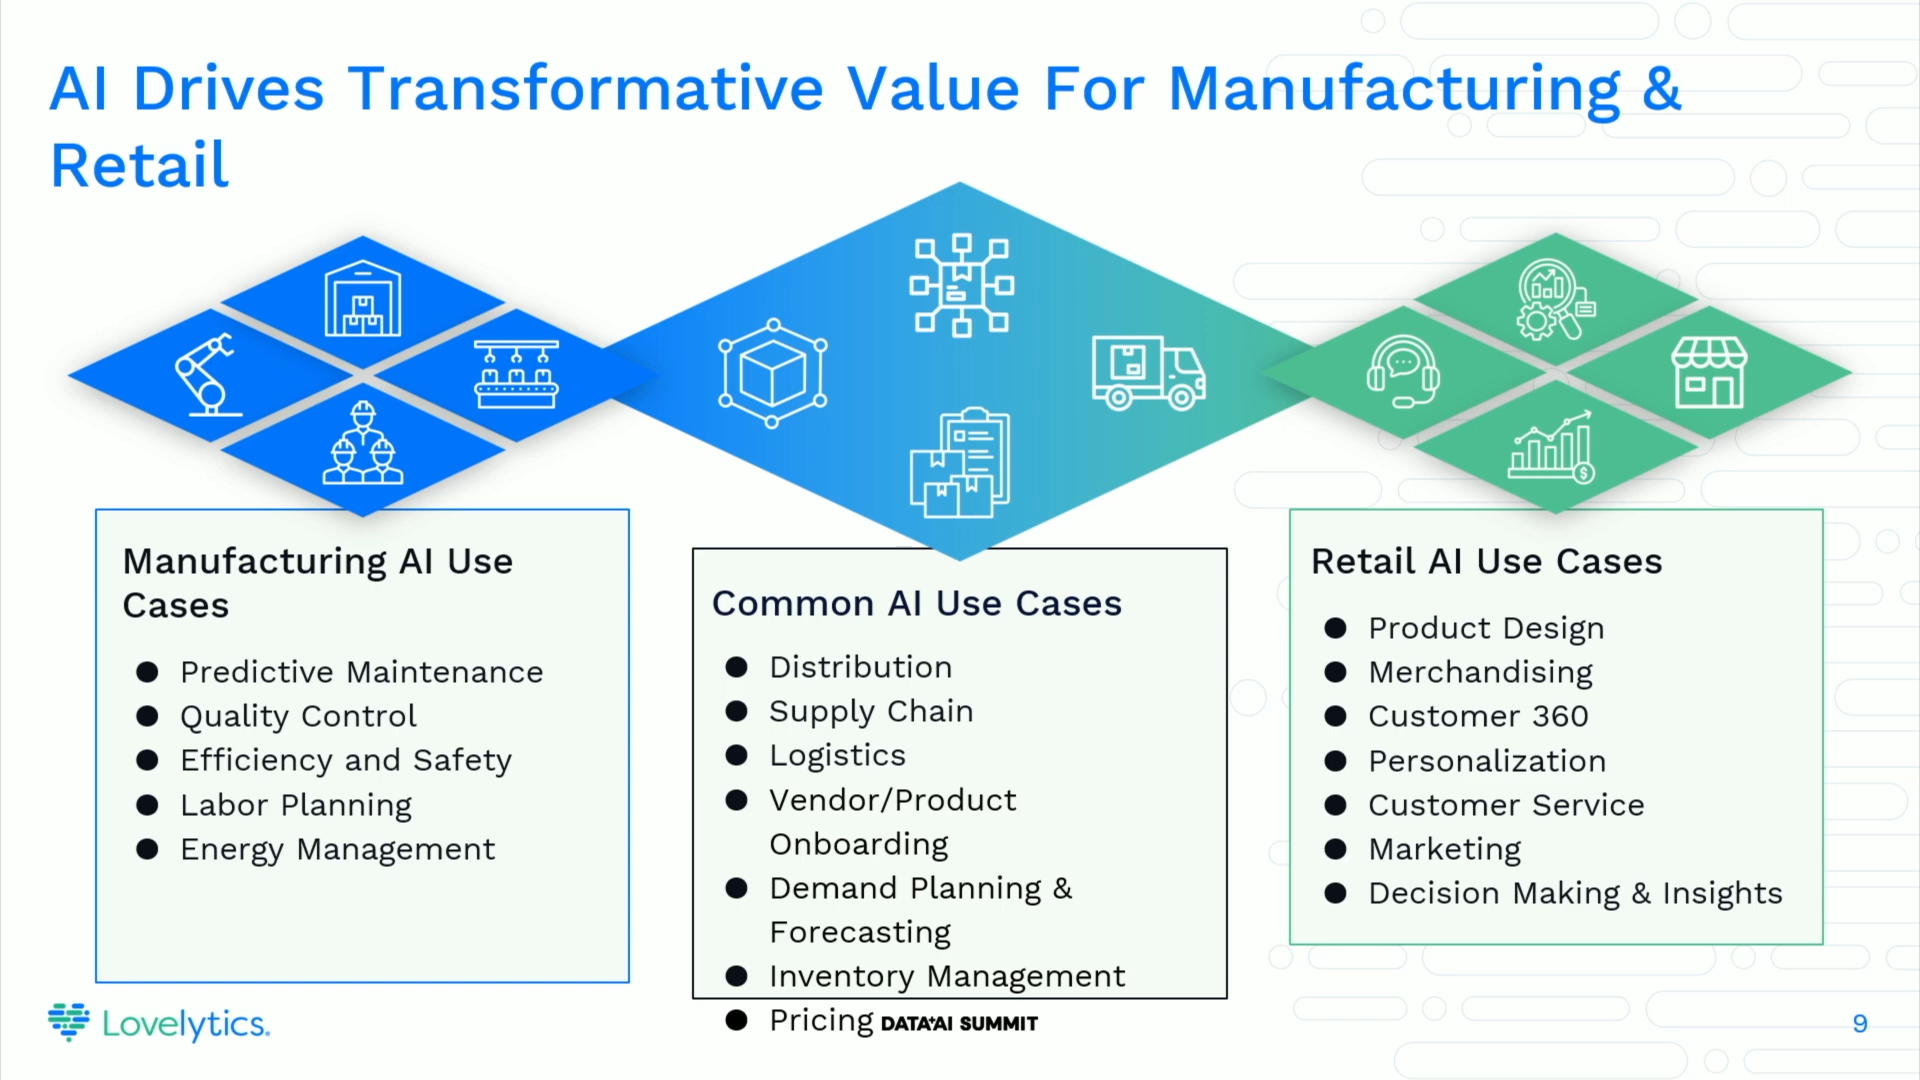 AI Drives Transformative Value For Manufacturing &
Retail
Manufacturing AI Use
Cases
● Predictive Maintenance
● Quality Control
● Efficiency and Safety
● Labor Planning
● Energy Management
Common AI Use Cases
● Distribution
● Supply Chain
● Logistics
● Vendor/Product
Onboarding
● Demand Planning &
Forecasting
● Inventory Management
● Pricing
Retail AI Use Cases
● Product Design
● Merchandising
● Customer 360
● Personalization
● Customer Service
● Marketing
● Decision Making & Insights
Lovelytics.
DATA+AI SUMMIT
9